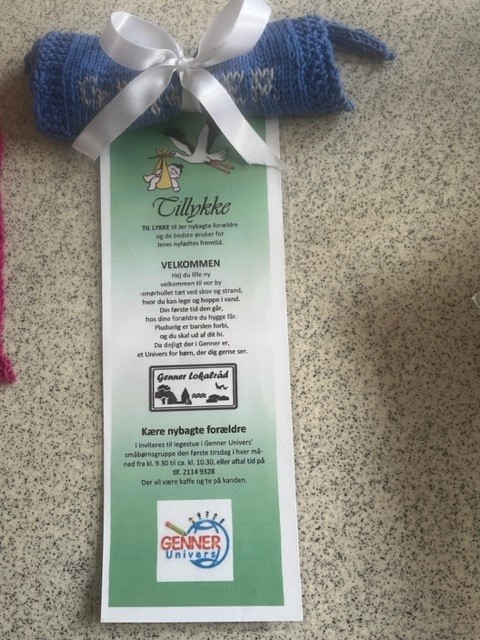 Tillykke
TIL LYKKE til Jer nybagte forældre
og de bedste ønsker for
Jeres nyfødtes fremtid.
VELKOMMEN
Hej du lille ny
velkommen til vor by
-smørhullet tæt ved skov og strand,
hvor du kan lege og hoppe i vand.
Din første tid den går,
hos dine forældre du hygge får.
Pludselig er barslen forbi,
og du skal ud af dit hi.
Da dejligt der i Genner er,
et Univers for børn, der dig gerne ser.
Genner Lokalråd
Kære nybagte forældre
I inviteres til legestue i Genner Univers'
småbørnsgruppe den første tirsdag i hver må-
ned fra kl. 9.30 til ca. kl. 10.30, eller aftal tid på
tlf. 2114 9328
Der vil være kaffe og te på kanden.
GENNER
Univers